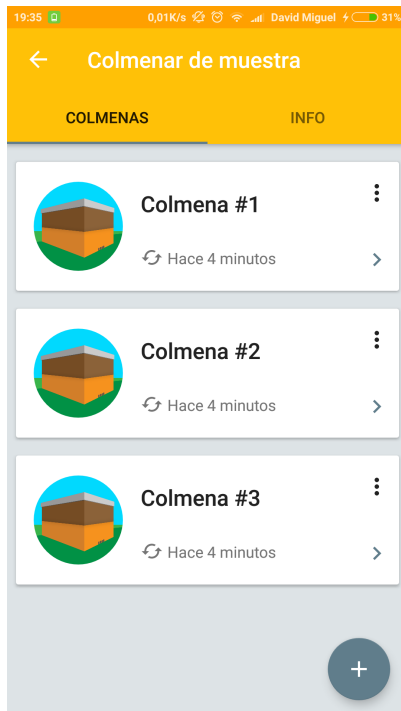 19:35 0,01K/s David Miguel 31%
Colmenar de muestra
COLMENAS INFO
Colmena #1
Hace 4 minutos
Colmena #2
Hace 4 minutos
Colmena #3
Hace 4 minutos